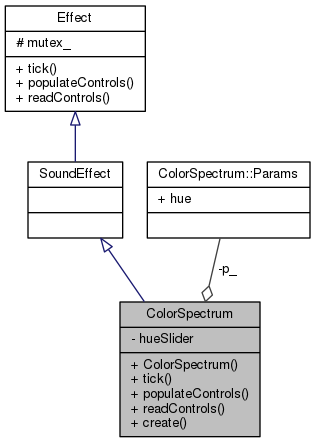 Effect
# mutex_
+ tick()
+ populateControls()
+ readControls()
SoundEffect
ColorSpectrum::Params
+ hue
-p_
ColorSpectrum
- hueSlider
+ ColorSpectrum()
+ tick()
+ populateControls()
+ readControls()
+ create()